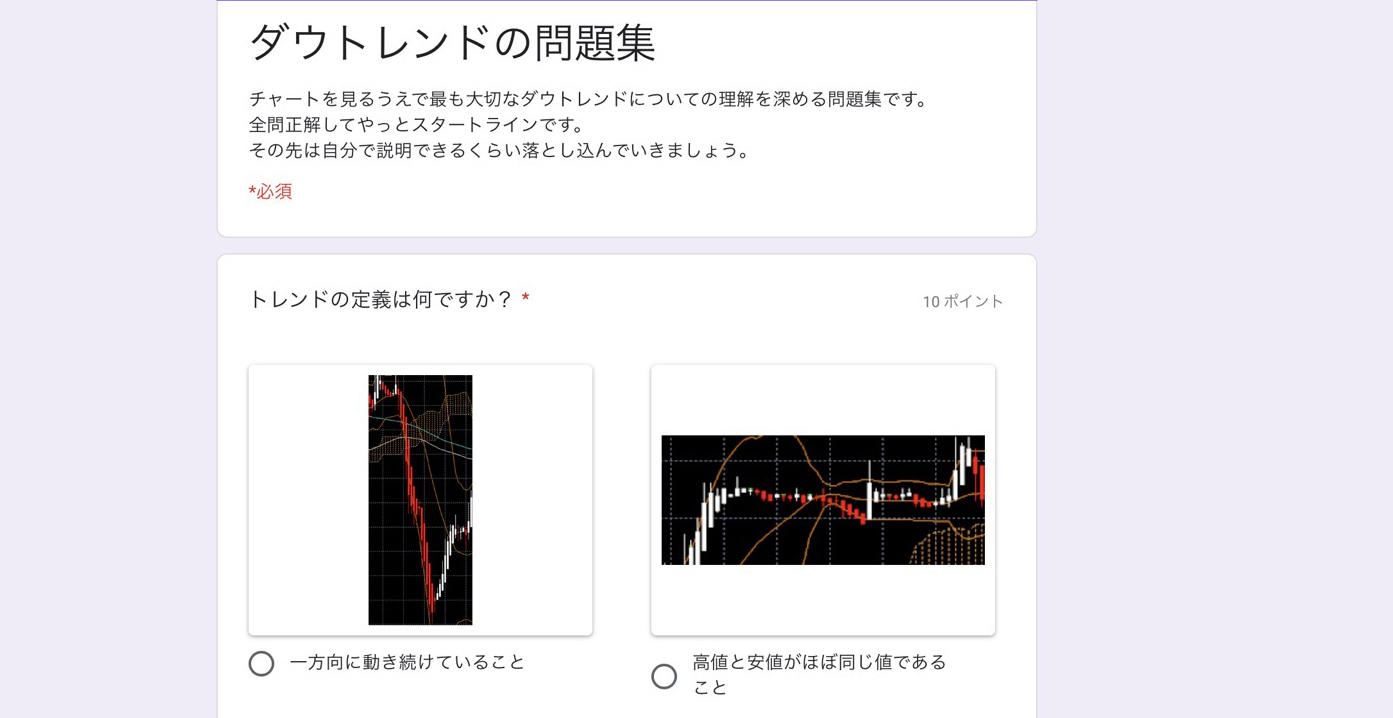 ダウトレンドの問題集
チャートを見るうえで最も大切なダウトレンドについての理解を深める問題集です。
全問正解してやっとスタートラインです。
その先は自分で説明できるくらい落とし込んでいきましょう。
*必須
トレンドの定義は何ですか？ *
10 ポイント
一方向に動き続けていること
高値と安値がほぼ同じ値である
こと